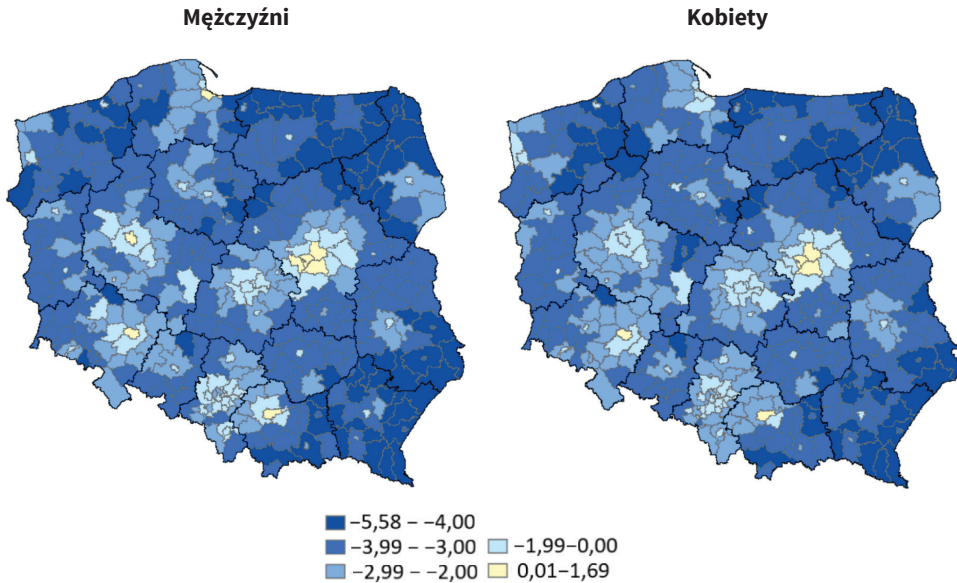 Mężczyźni
Kobiety
−5,58 – −4,00
−3,99 – −3,00
−2,99 – −2,00
−1,99–0,00
0,01–1,69